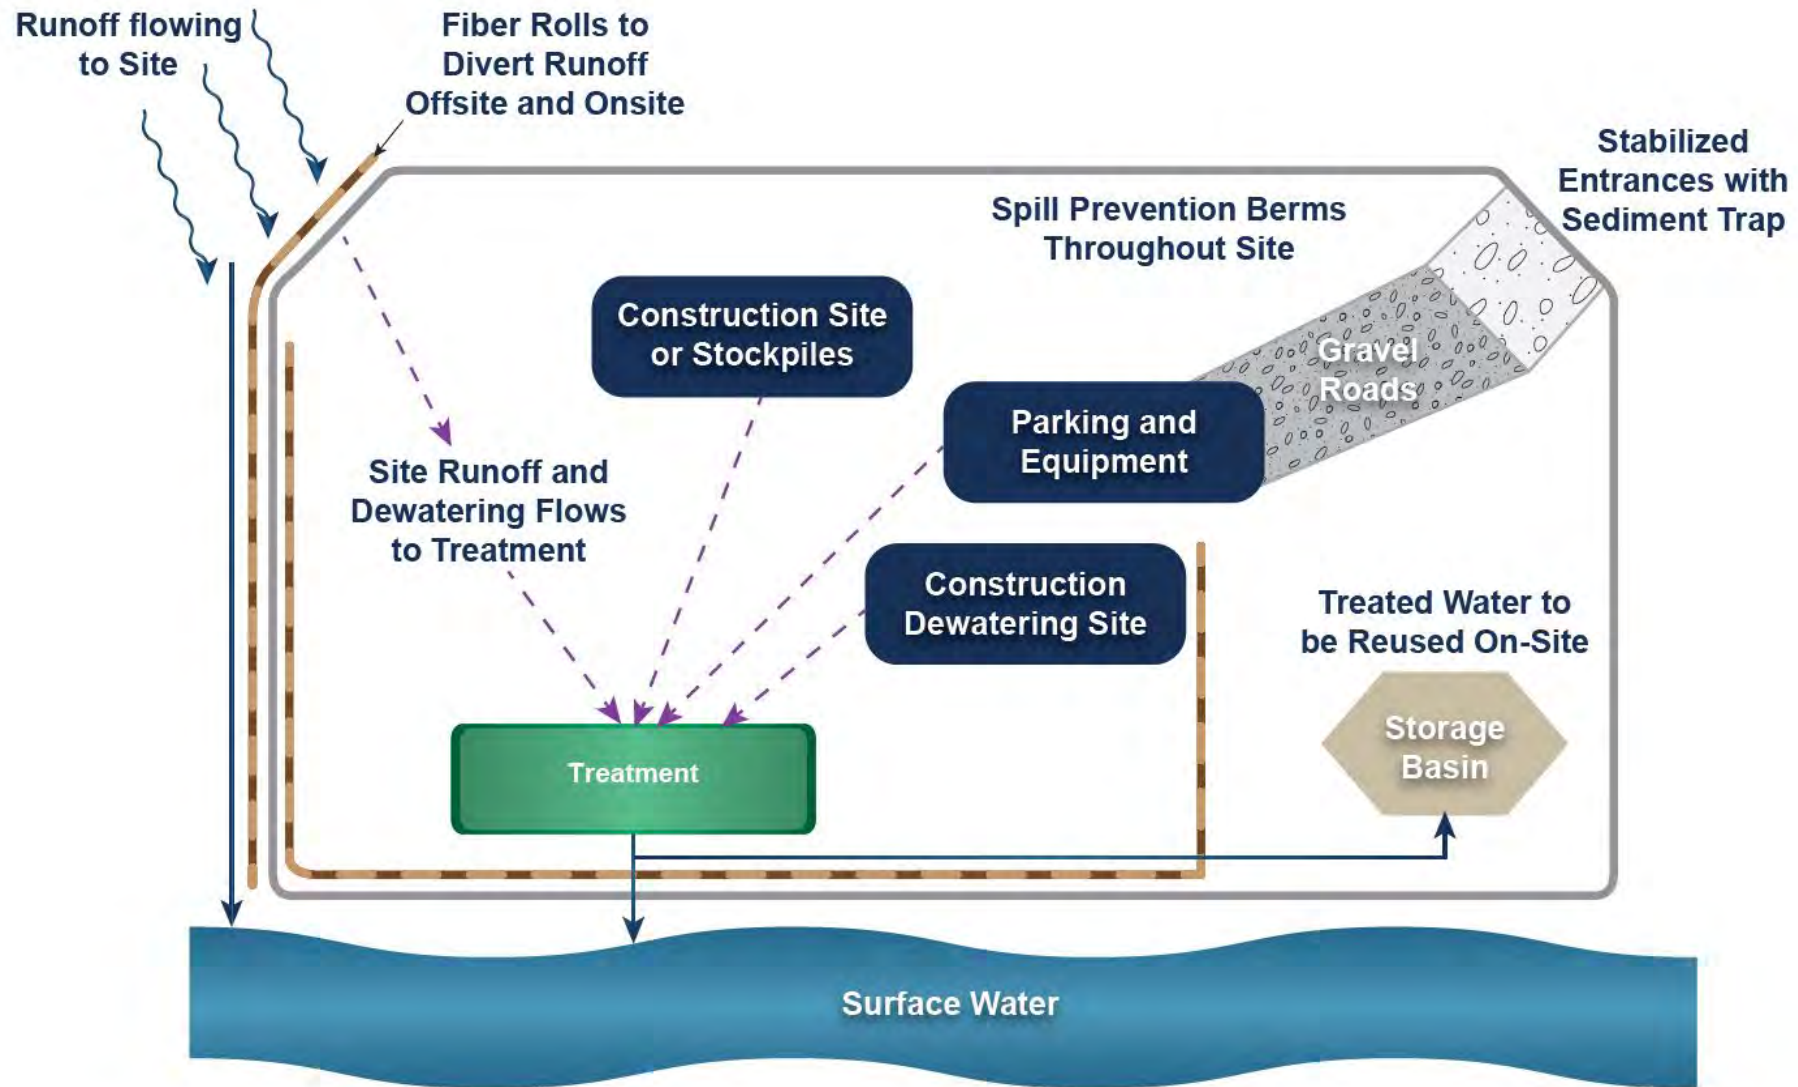 Runoff flowing
to Site
Fiber Rolls to
Divert Runoff
Offsite and Onsite
Stabilized
Entrances with
Sediment Trap
Spill Prevention Berms
Throughout Site
Construction Site
or Stockpiles
Gravel
Roads
Parking and
Equipment
Site Runoff and
Dewatering Flows
to Treatment
Construction
Dewatering Site
Treated Water to
be Reused On-Site
Storage
Basin
Treatment
Surface Water